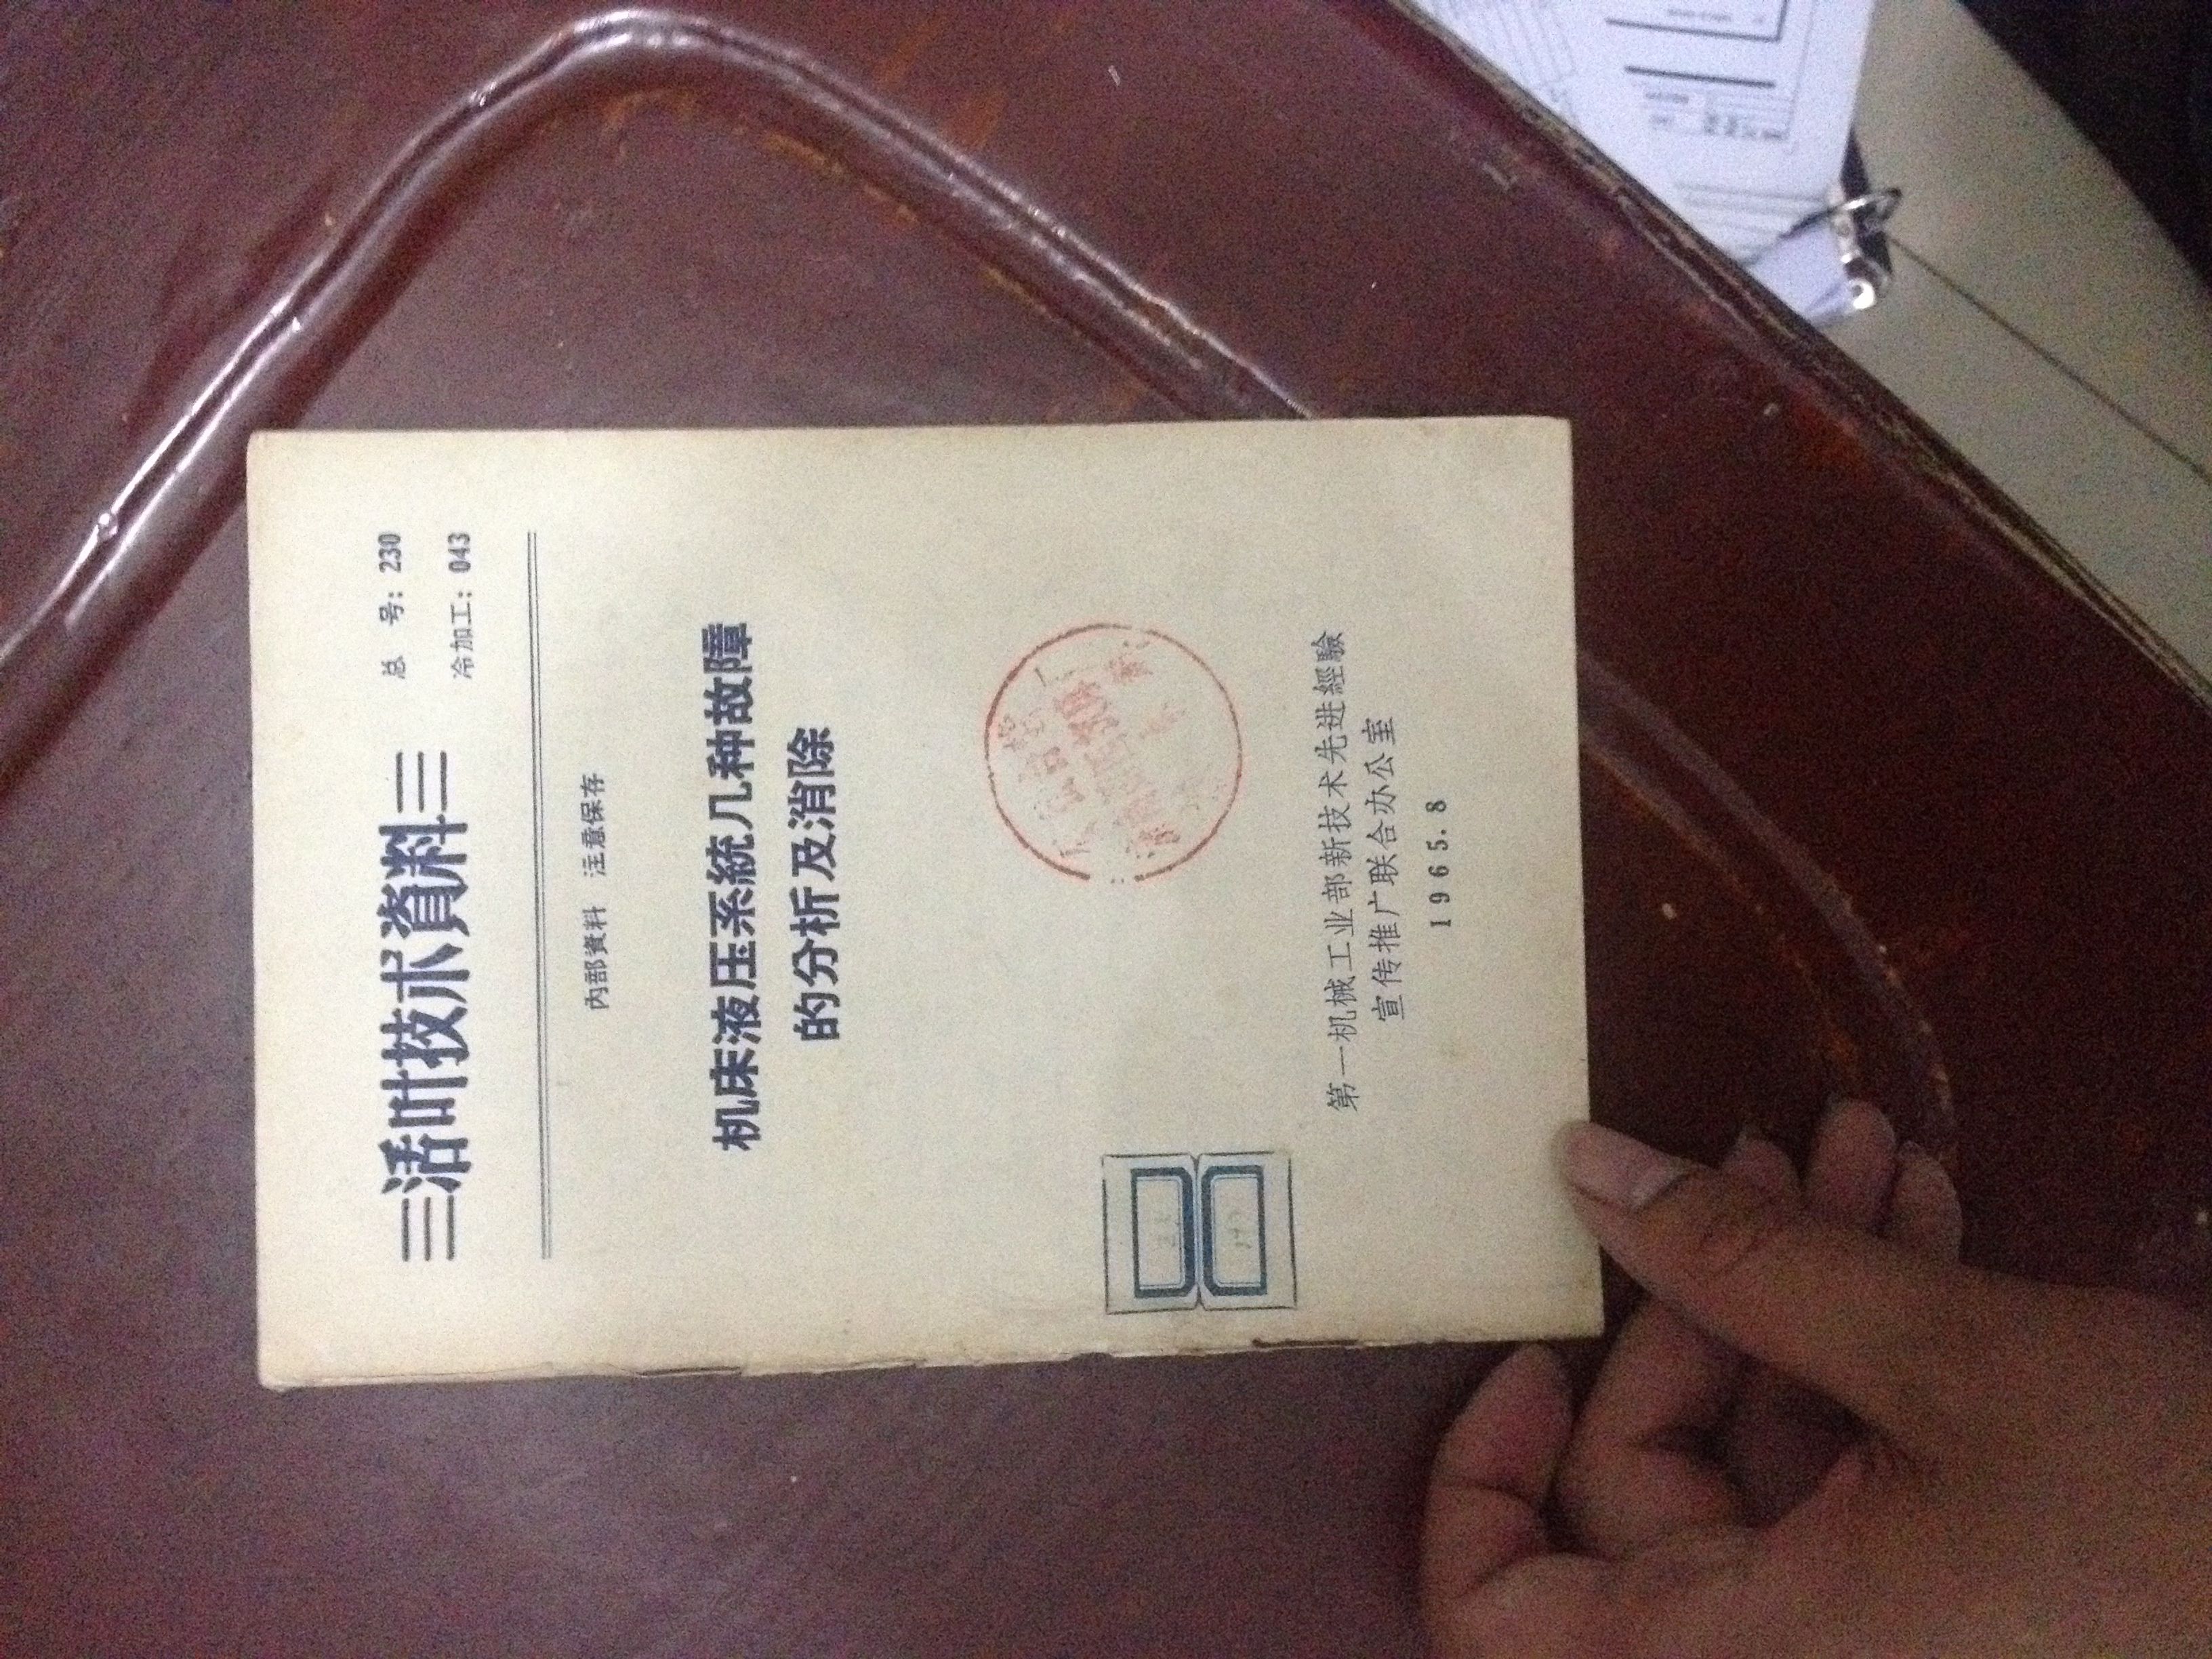 活叶技术資料
总 号: 230
冷加工: 043
內部資料 注意保存
机床液压系統几种故障
的分析及消除
第一机械工业部新技术先进經驗
宣传推广联合办公室
1965.8